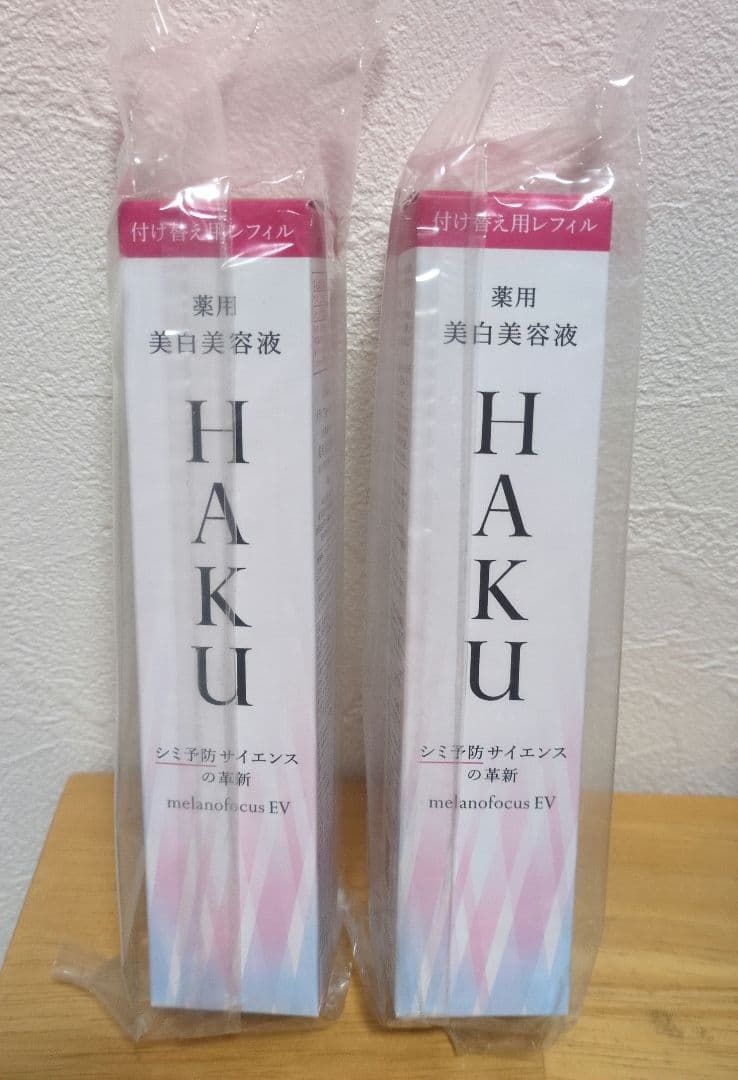 付け替え用レフィル
薬用
美白美容液
HAKU
シミ予防サイエンス
の革新
melanofocus EV
付け替え用レフィル
薬用
美白美容液
HAKU
シミ予防サイエンス
の革新
melanofocus EV